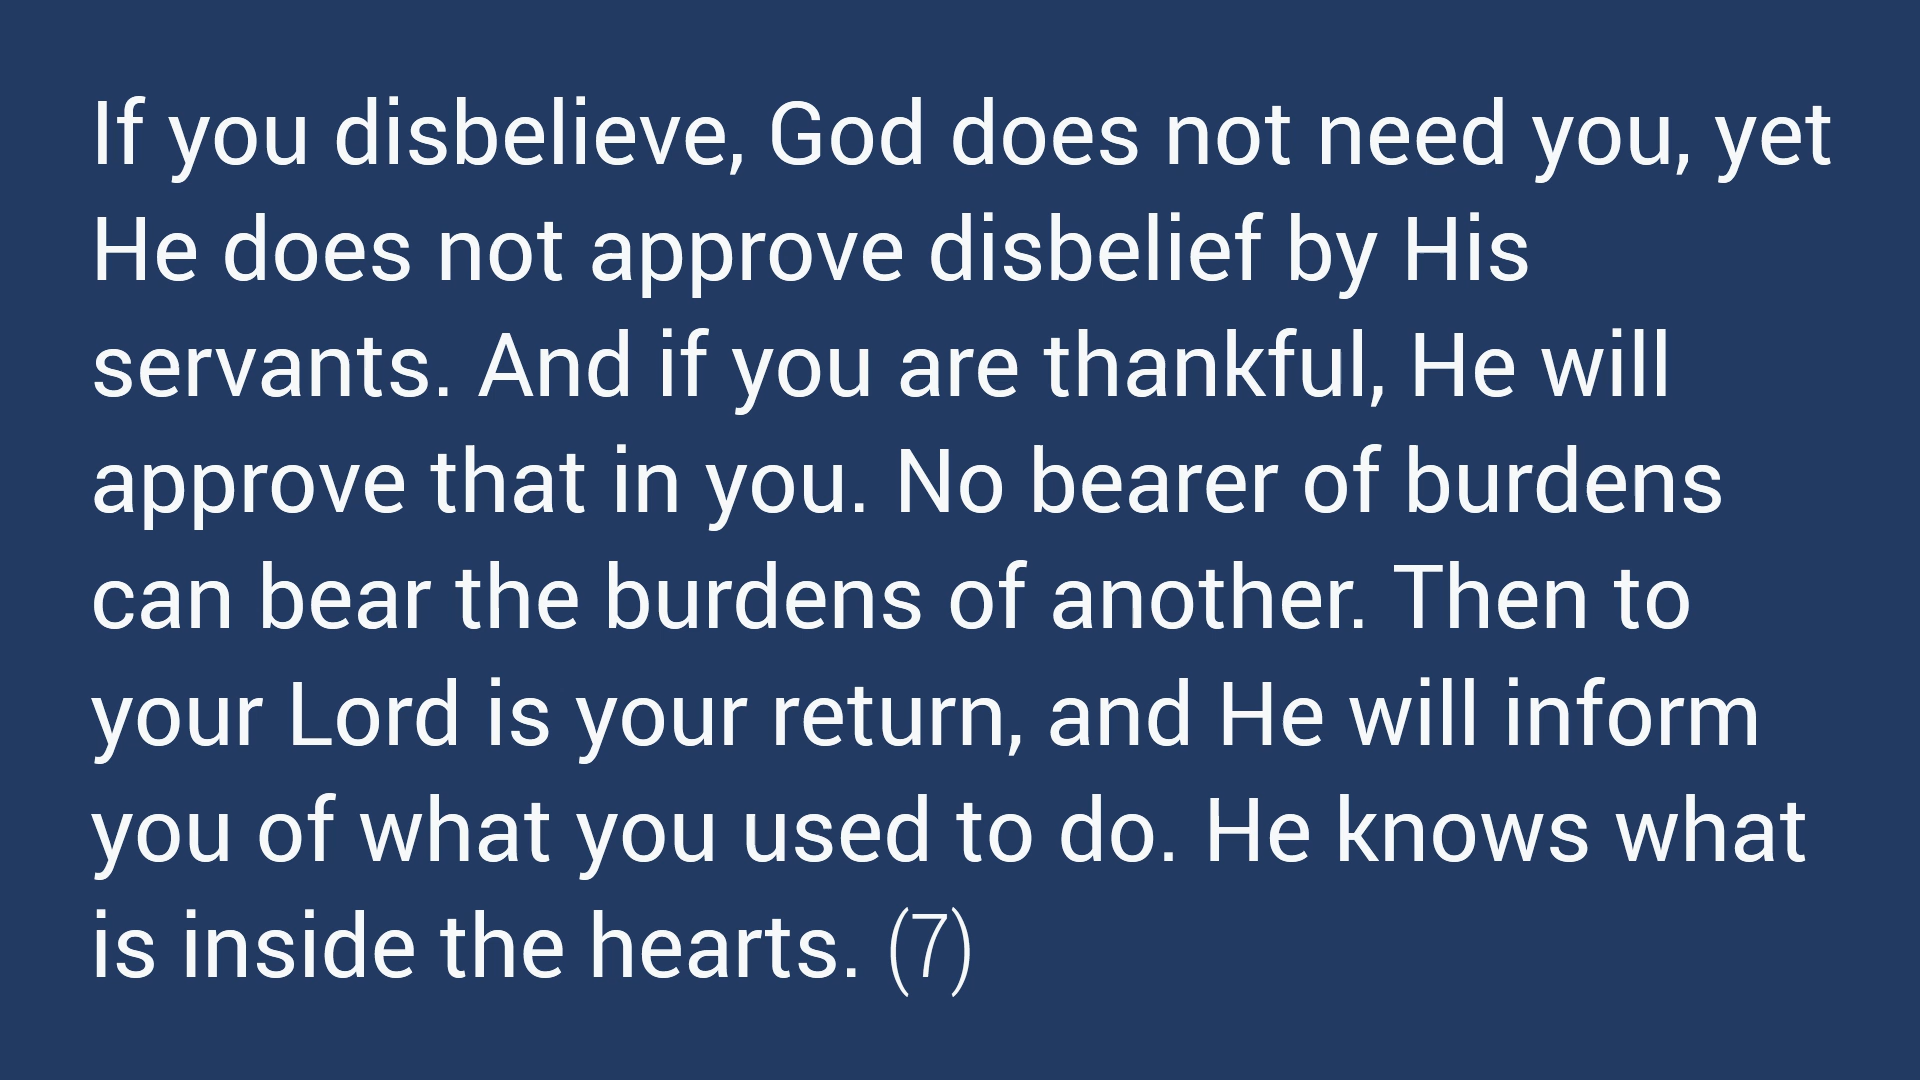 If you disbelieve, God does not need you, yet
He does not approve disbelief by His
servants. And if you are thankful, He will
approve that in you. No bearer of burdens
can bear the burdens of another. Then to
your Lord is your return, and He will inform
you of what you used to do. He knows what
is inside the hearts. (7)